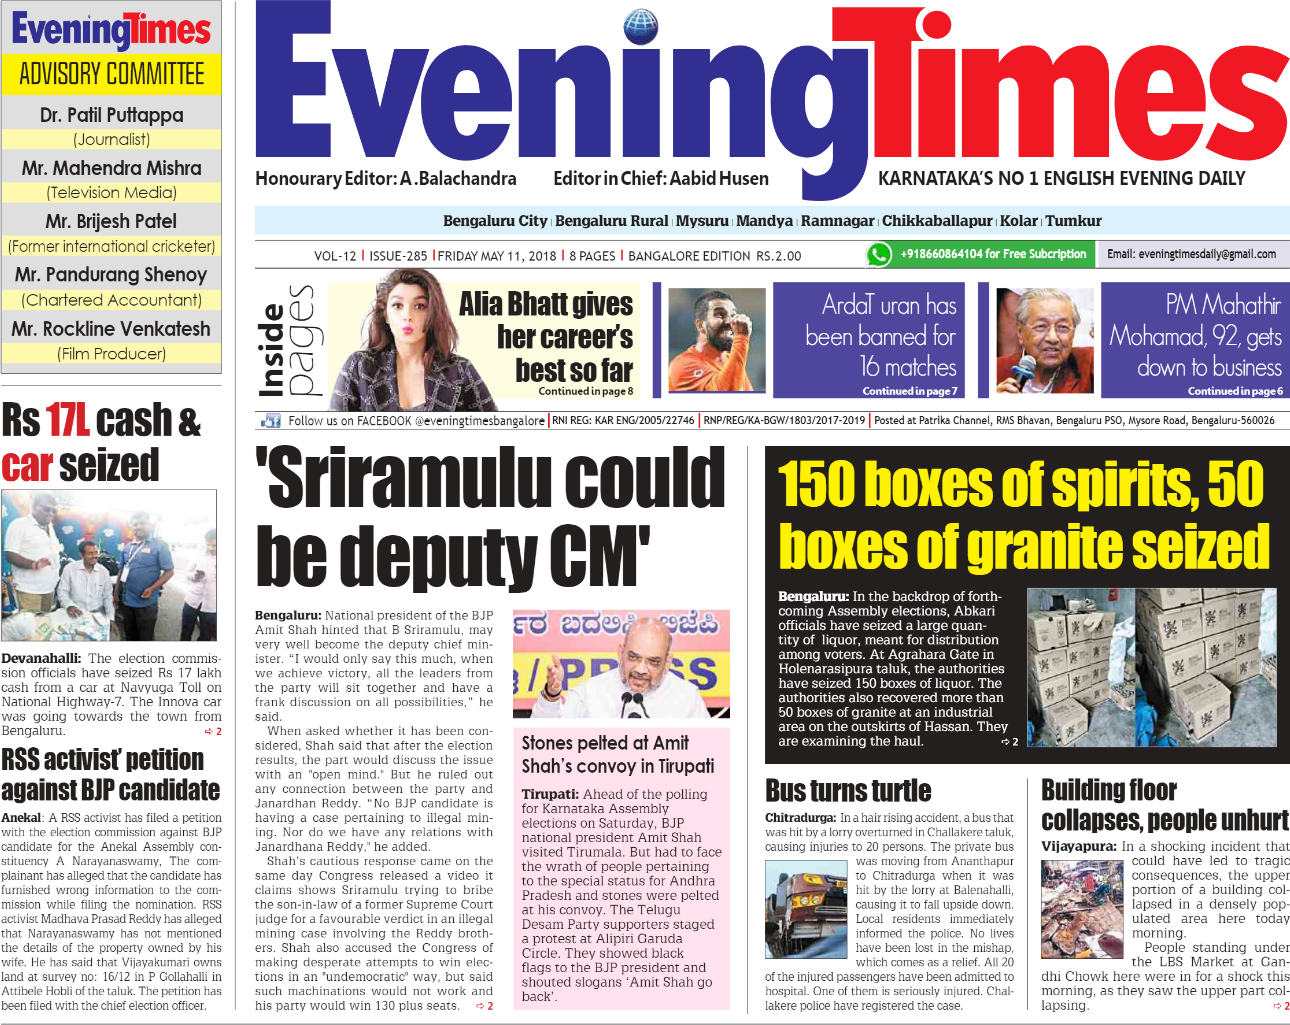 EveningTimes
ADVISORY COMMITTEE
Dr. Patil Puttappa
(Journalist)
Mr. Mahendra Mishra
(Television Media)
Mr. Brijesh Patel
(Former international cricketer)
Mr. Pandurang Shenoy
(Chartered Accountant)
Mr. Rockline Venkatesh
(Film Producer)
EveningTimes
Honourary Editor: A .Balachandra
Editor in Chief: Aabid Husen
KARNATAKA'S NO 1 ENGLISH EVENING DAILY
Bengaluru City | Bengaluru Rural | Mysuru | Mandya | Ramnagar | Chikkaballapur | Kolar | Tumkur
VOL-12 | ISSUE-285 | FRIDAY MAY 11, 2018 | 8 PAGES | BANGALORE EDITION RS.2.00
+918660864104 for Free Subcription
Email: eveningtimesdaily@gmail.com
Inside
pages
Alia Bhatt gives
her career's
best so far
Continued in page 8
ArdaT uran has
been banned for
16 matches
Continued in page 7
PM Mahathir
Mohamad, 92, gets
down to business
Continued in page 6
Follow us on FACEBOOK @eveningtimesbangalore | RNI REG: KAR ENG/2005/22746 | RNP/REG/KA-BGW/1803/2017-2019 | Posted at Patrika Channel, RMS Bhavan, Bengaluru PSO, Mysore Road, Bengaluru-560026
Rs 17L cash &
car seized
Devanahalli: The election commis-
sion officials have seized Rs 17 lakh
cash from a car at Navyuga Toll on
National Highway-7. The Innova car
was going towards the town from
Bengaluru. ➪ 2
RSS activist' petition
against BJP candidate
Anekal: A RSS activist has filed a petition
with the election commission against BJP
candidate for the Anekal Assembly con-
stituency A Narayanaswamy, The com-
plainant has alleged that the candidate has
furnished wrong information to the com-
mission while filing the nomination. RSS
activist Madhava Prasad Reddy has alleged
that Narayanaswamy has not mentioned
the details of the property owned by his
wife. He has said that Vijayakumari owns
land at survey no: 16/12 in P Gollahalli in
Attibele Hobli of the taluk. The petition has
been filed with the chief election officer.
'Sriramulu could
be deputy CM'
Bengaluru: National president of the BJP
Amit Shah hinted that B Sriramulu, may
very well become the deputy chief min-
ister. “I would only say this much, when
we achieve victory, all the leaders from
the party will sit together and have a
frank discussion on all possibilities,” he
said.
When asked whether it has been con-
sidered, Shah said that after the election
results, the part would discuss the issue
with an "open mind." But he ruled out
any connection between the party and
Janardhan Reddy. “No BJP candidate is
having a case pertaining to illegal min-
ing. Nor do we have any relations with
Janardhana Reddy," he added.
Shah's cautious response came on the
same day Congress released a video it
claims shows Sriramulu trying to bribe
the son-in-law of a former Supreme Court
judge for a favourable verdict in an illegal
mining case involving the Reddy broth-
ers. Shah also accused the Congress of
making desperate attempts to win elec-
tions in an "undemocratic" way, but said
such machinations would not work and
his party would win 130 plus seats. ➪ 2
PRESS
Stones pelted at Amit
Shah's convoy in Tirupati
Tirupati: Ahead of the polling
for Karnataka Assembly
elections on Saturday, BJP
national president Amit Shah
visited Tirumala. But had to face
the wrath of people pertaining
to the special status for Andhra
Pradesh and stones were pelted
at his convoy. The Telugu
Desam Party supporters staged
a protest at Alipiri Garuda
Circle. They showed black
flags to the BJP president and
shouted slogans ‘Amit Shah go
back’.
150 boxes of spirits, 50
boxes of granite seized
Bengaluru: In the backdrop of forth-
coming Assembly elections, Abkari
officials have seized a large quan-
tity of liquor, meant for distribution
among voters. At Agrahara Gate in
Holenarasipura taluk, the authorities
have seized 150 boxes of liquor. The
authorities also recovered more than
50 boxes of granite at an industrial
area on the outskirts of Hassan. They
are examining the haul. ➪ 2
Bus turns turtle
Chitradurga: In a hair rising accident, a bus that
was hit by a lorry overturned in Challakere taluk,
causing injuries to 20 persons. The private bus
was moving from Ananthapur
to Chitradurga when it was
hit by the lorry at Balenahalli,
causing it to fall upside down.
Local residents immediately
informed the police. No lives
have been lost in the mishap,
which comes as a relief. All 20
of the injured passengers have been admitted to
hospital. One of them is seriously injured. Chal-
lakere police have registered the case.
Building floor
collapses, people unhurt
Vijayapura: In a shocking incident that
could have led to tragic
consequences, the upper
portion of a building col-
lapsed in a densely pop-
ulated area here today
morning.
People standing under
the LBS Market at Gan-
dhi Chowk here were in for a shock this
morning, as they saw the upper part col-
lapsing. ➪ 2